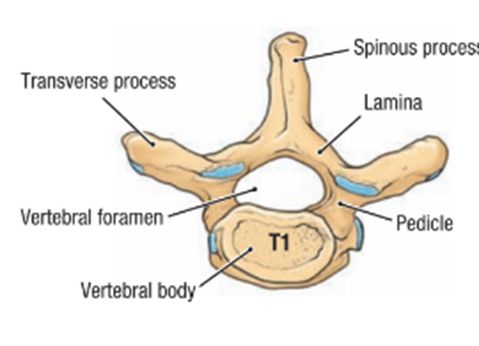 Spinous process
Transverse process
Lamina
Vertebral foramen
Pedicle
T1
Vertebral body